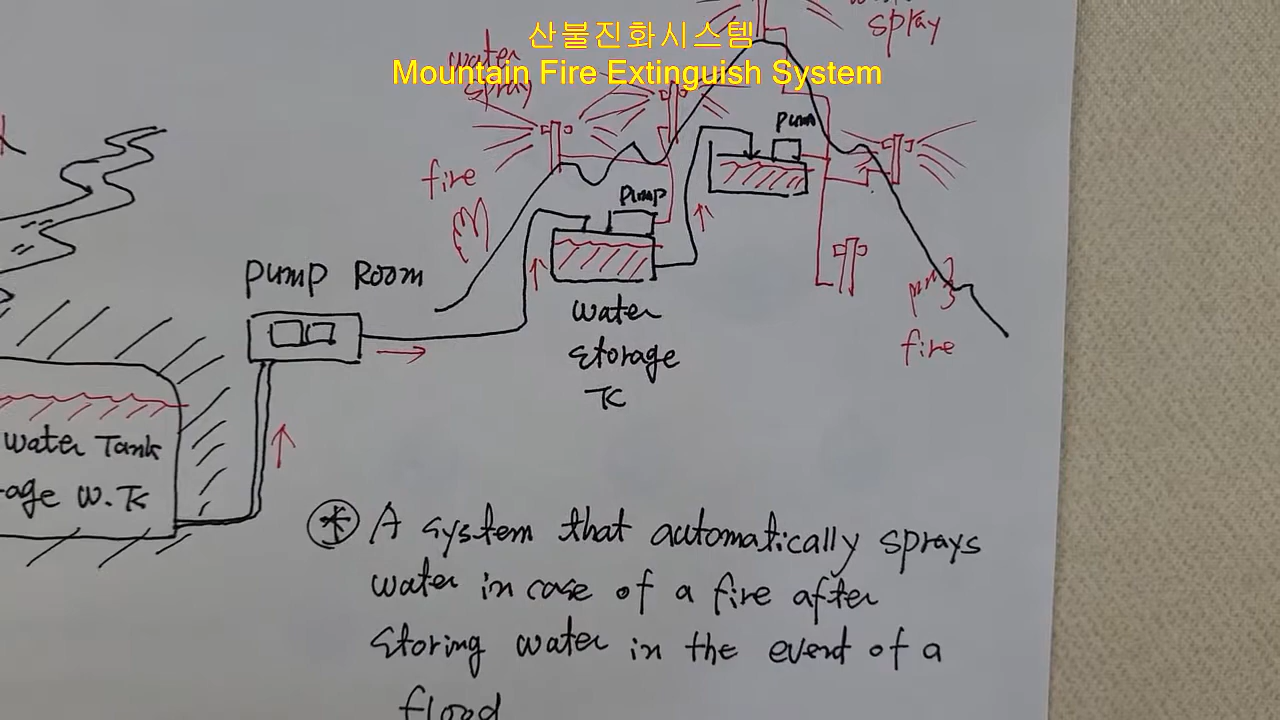 산불진화시스템
Mountain Fire Extinguish System
water
spray
spray
fire
pump
pump
PUMP ROOM
water
storage
TK
fire
water Tank
age W.TK
* A system that automatically sprays
water in case of a fire after
storing water in the event of a
flood